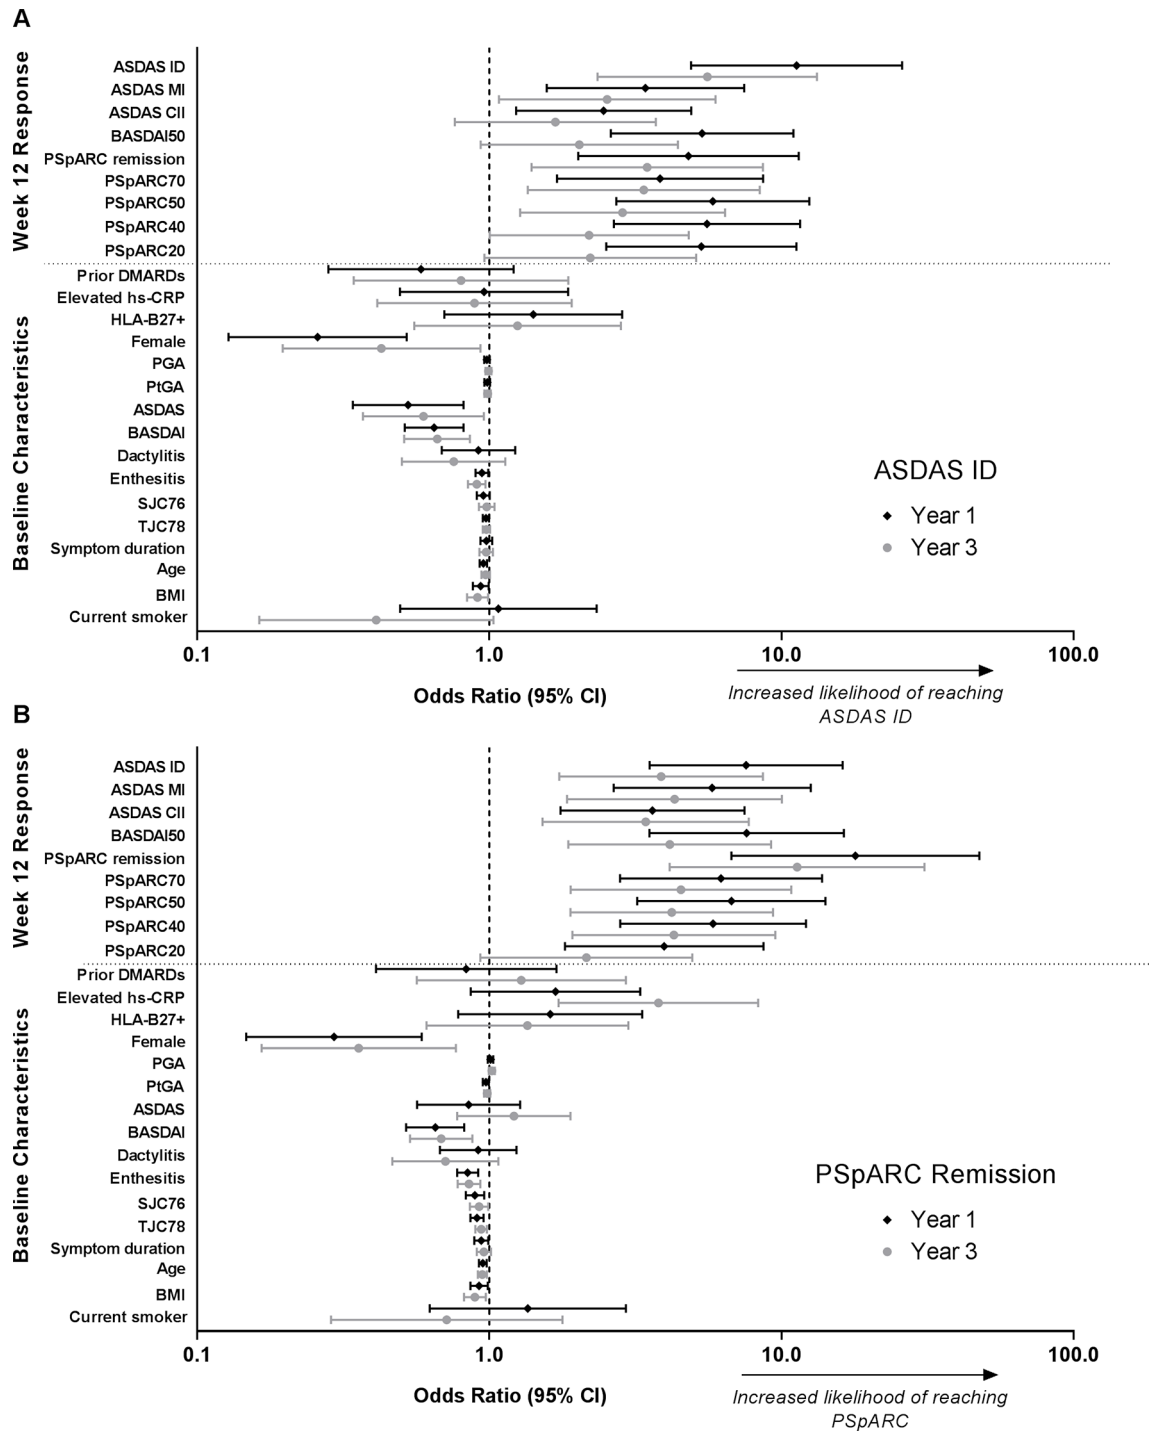 A
Week 12 Response
ASDAS ID
ASDAS MI
ASDAS CII
BASDAI50
PSpARC remission
PSpARC70
PSpARC50
PSpARC40
PSpARC20
Baseline Characteristics
Prior DMARDs
Elevated hs-CRP
HLA-B27+
Female
PGA
PtGA
ASDAS
BASDAI
Dactylitis
Enthesitis
SJC76
TJC78
Symptom duration
Age
BMI
Current smoker
ASDAS ID
Year 1
Year 3
0.1 1.0 10.0 100.0
Odds Ratio (95% CI)
Increased likelihood of reaching
ASDAS ID
B
Week 12 Response
ASDAS ID
ASDAS MI
ASDAS CII
BASDAI50
PSpARC remission
PSpARC70
PSpARC50
PSpARC40
PSpARC20
Baseline Characteristics
Prior DMARDs
Elevated hs-CRP
HLA-B27+
Female
PGA
PtGA
ASDAS
BASDAI
Dactylitis
Enthesitis
SJC76
TJC78
Symptom duration
Age
BMI
Current smoker
PSpARC Remission
Year 1
Year 3
0.1 1.0 10.0 100.0
Odds Ratio (95% CI)
Increased likelihood of reaching
PSpARC